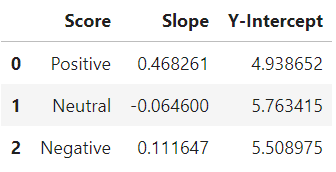 Score Slope Y-Intercept
0 Positive 0.468261 4.938652
1 Neutral -0.064600 5.763415
2 Negative 0.111647 5.508975